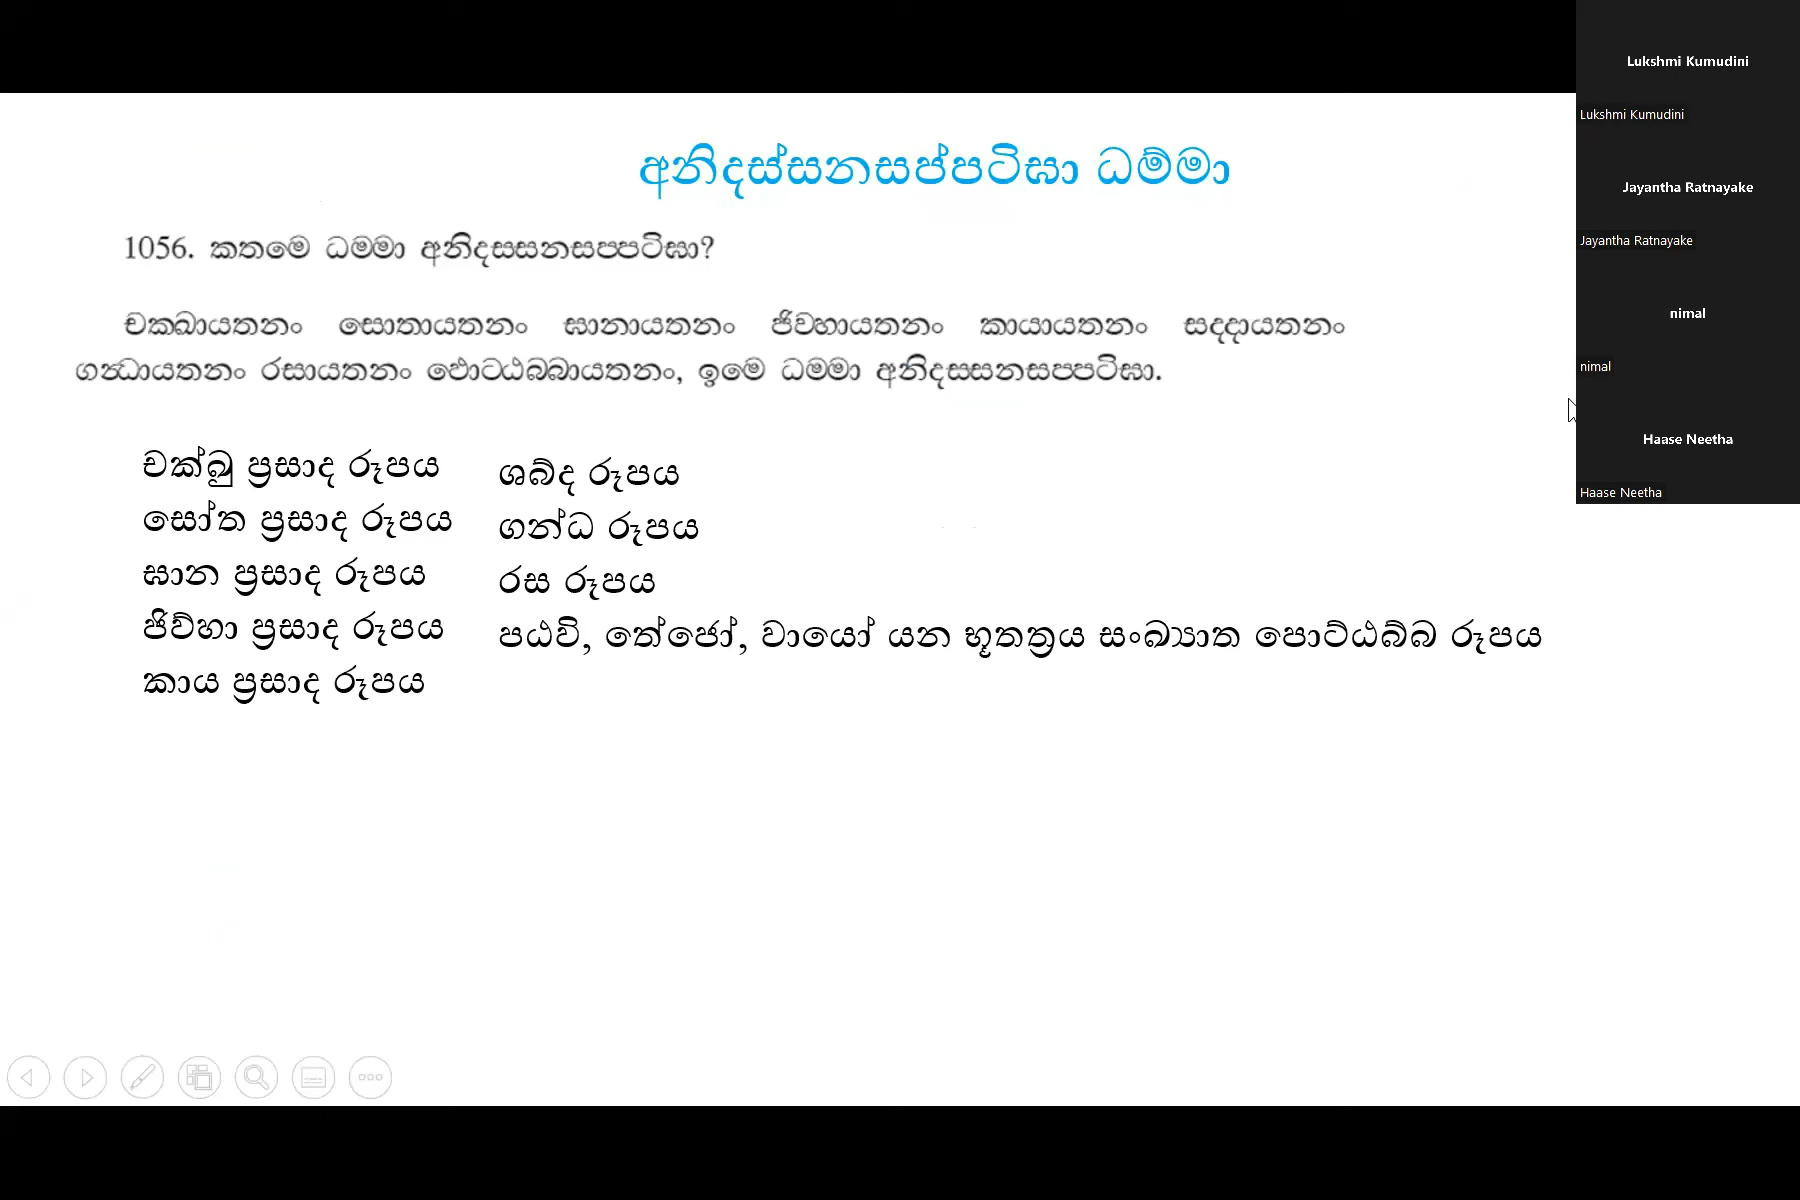 අනිදස්සනසප්පටිඝා ධම්මා
1056. කතමෙ ධම්මා අනිදස්සනසප්පටිඝා?
චක්ඛායතනං සොතායතනං ඝානායතනං ජිව්හායතනං කායායතනං සද්දායතනං
ගන්ධායතනං රසායතනං ඵොට්ඨබ්බායතනං, ඉමෙ ධම්මා අනිදස්සනසප්පටිඝා.
චක්ඛු ප්‍රසාද රූපය
සෝත ප්‍රසාද රූපය
ඝාන ප්‍රසාද රූපය
ජිව්හා ප්‍රසාද රූපය
කාය ප්‍රසාද රූපය
ශබ්ද රූපය
ගන්ධ රූපය
රස රූපය
පඨවි, තේජෝ, වායෝ යන භූතත්‍රය සංඛ්‍යාත පොට්ඨබ්බ රූපය
Lukshmi Kumudini
Lukshmi Kumudini
Jayantha Ratnayake
Jayantha Ratnayake
nimal
nimal
Haase Neetha
Haase Neetha